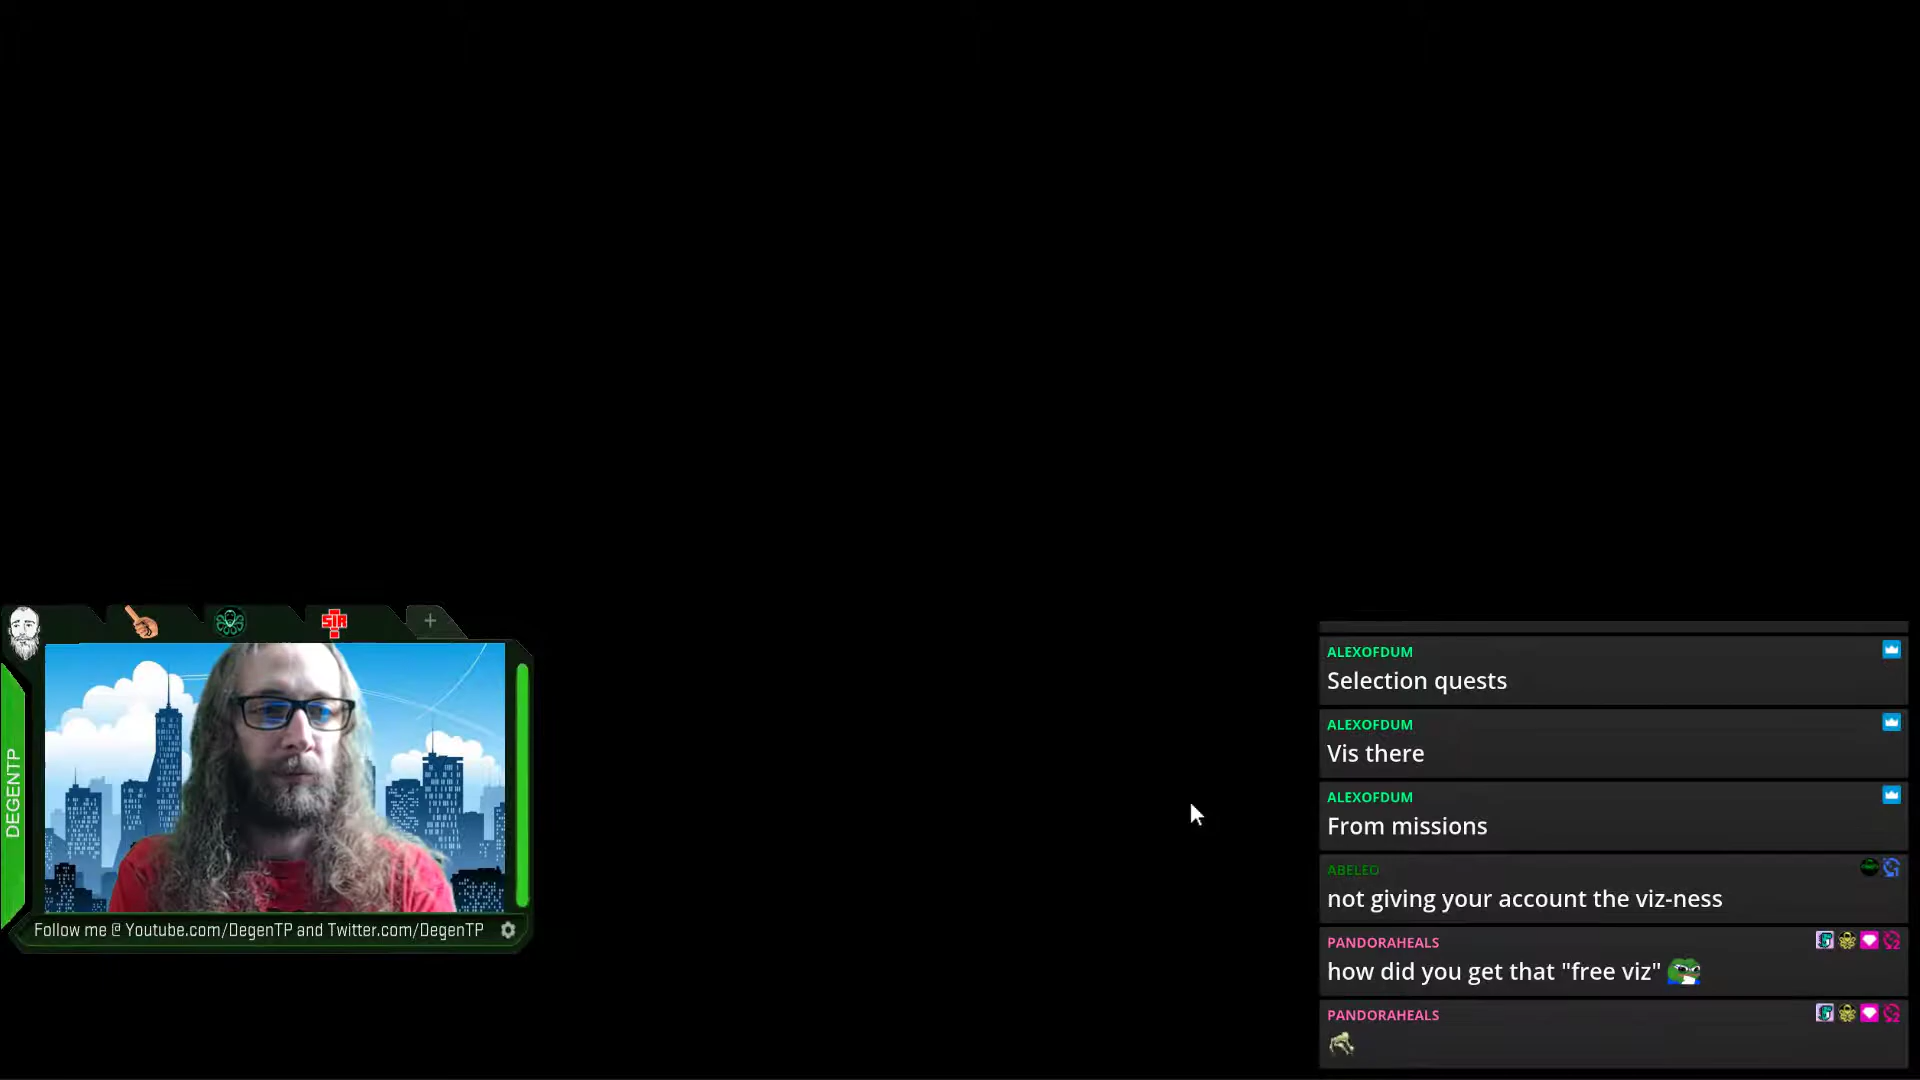 SIR
+
DEGENTP
Follow me @ Youtube.com/DegenTP and Twitter.com/DegenTP
ALEXOFDUM
Selection quests
ALEXOFDUM
Vis there
ALEXOFDUM
From missions
ABELEO
not giving your account the viz-ness
PANDORAHEALS
how did you get that "free viz"
PANDORAHEALS